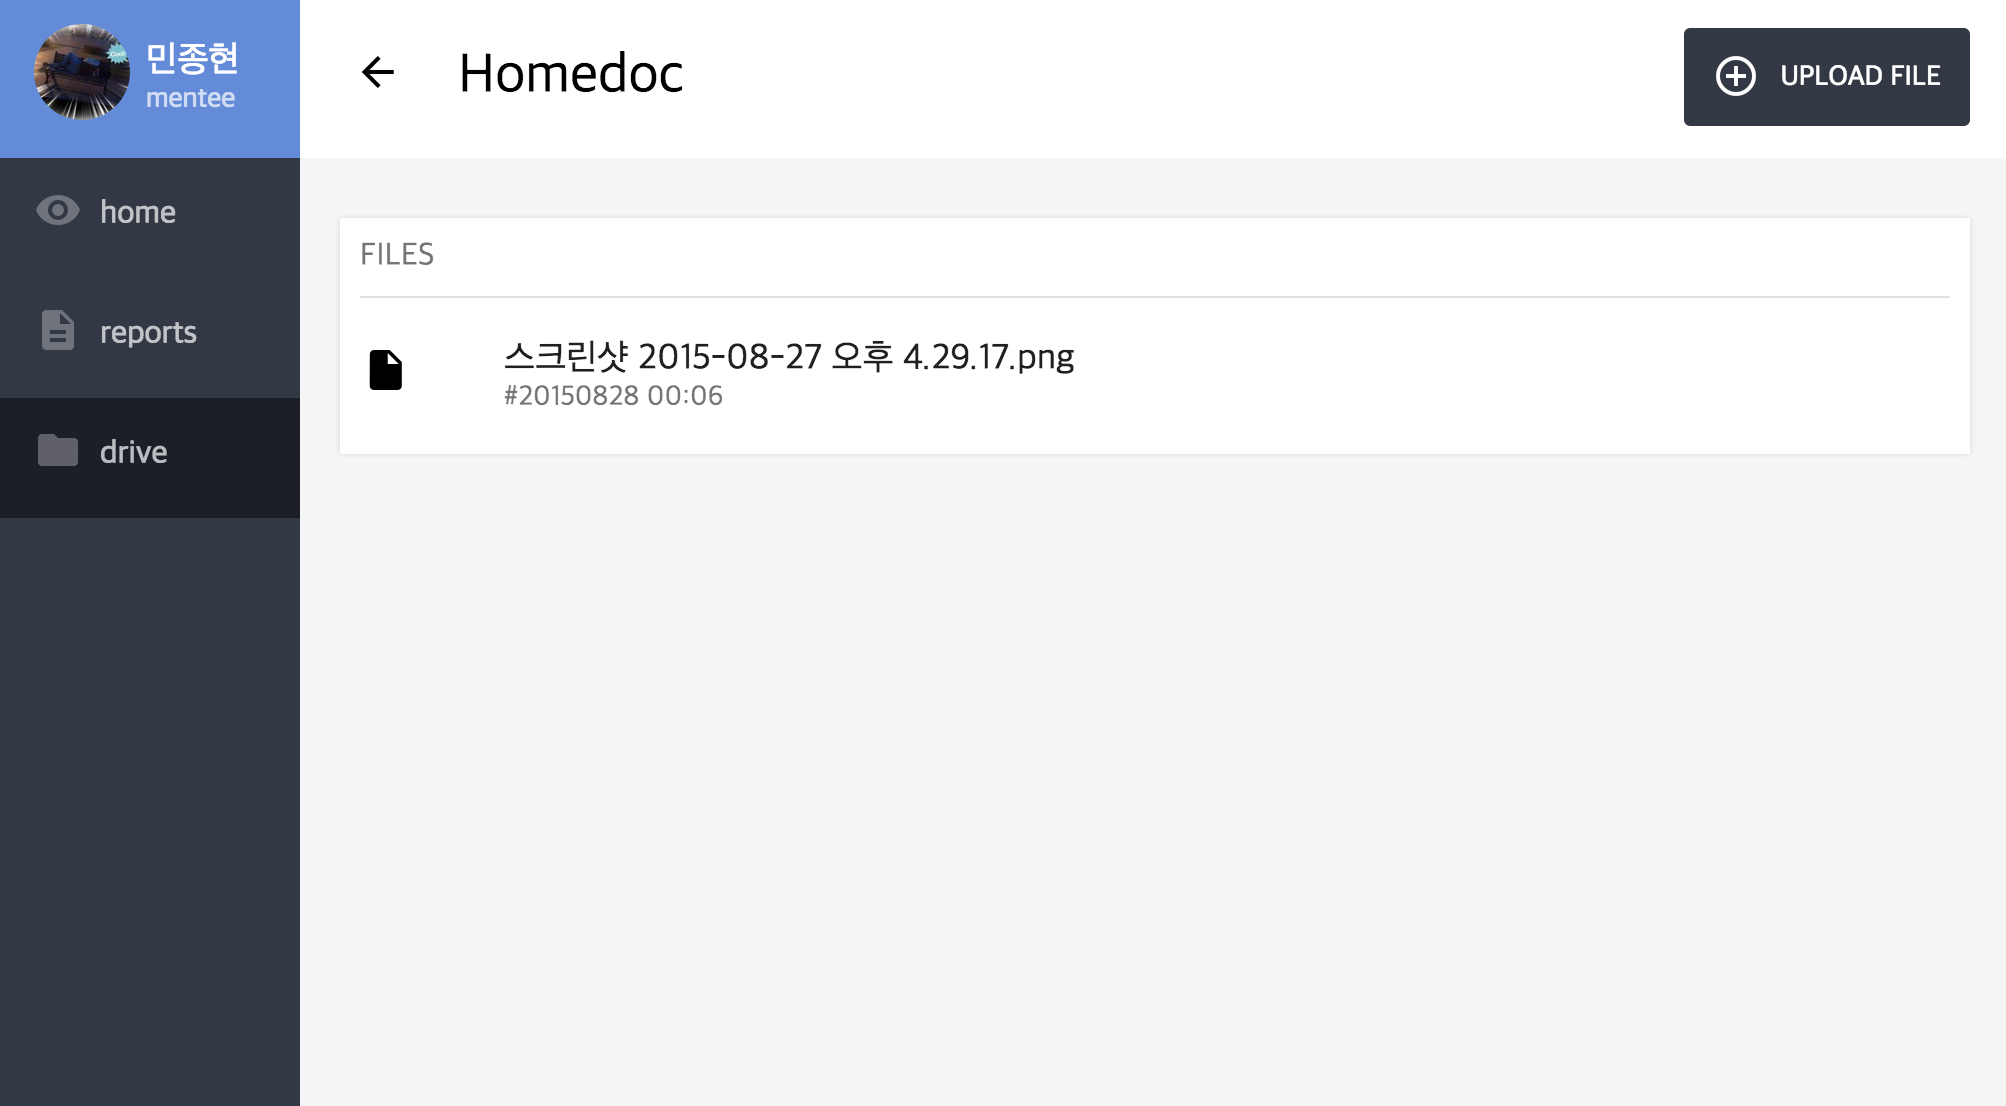 민종현
mentee
home
reports
drive
Homedoc
UPLOAD FILE
FILES
스크린샷 2015-08-27 오후 4.29.17.png
#20150828 00:06